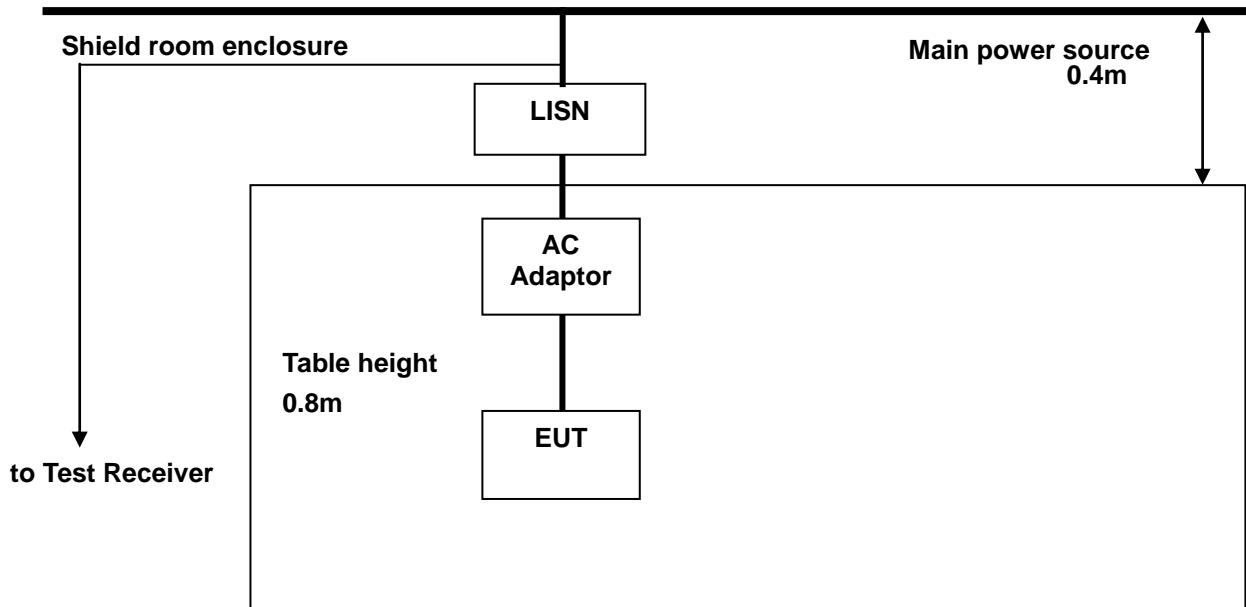 Shield room enclosure
Main power source
0.4m
LISN
AC
Adaptor
Table height
0.8m
EUT
to Test Receiver